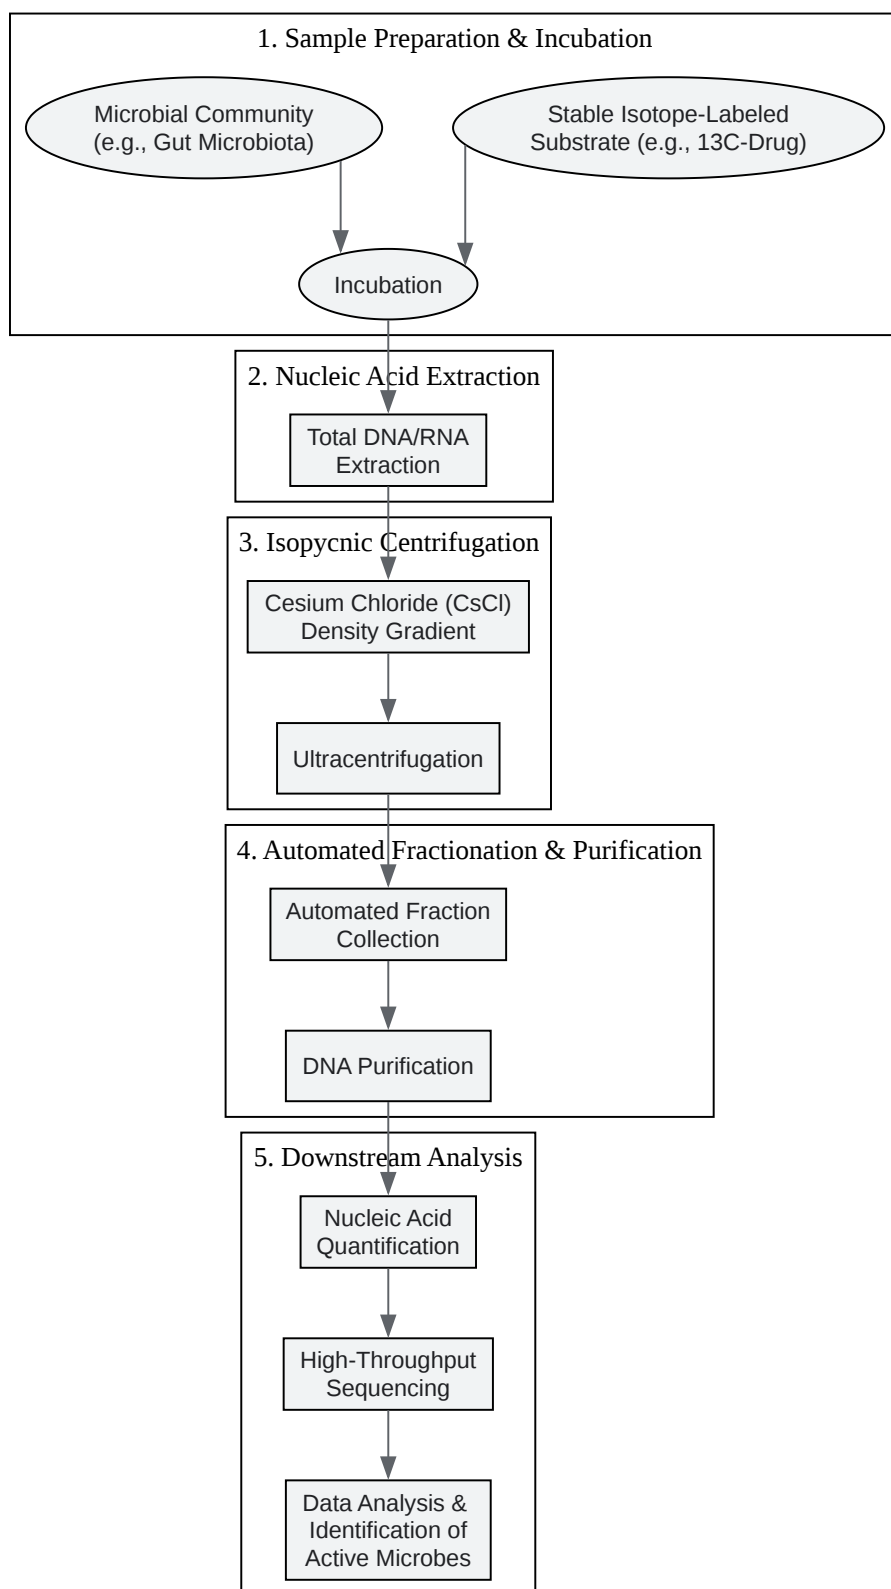 1. Sample Preparation & Incubation
Microbial Community
(e.g., Gut Microbiota)
Stable Isotope-Labeled
Substrate (e.g., 13C-Drug)
Incubation
2. Nucleic Acid Extraction
Total DNA/RNA
Extraction
3. Isopycnic Centrifugation
Cesium Chloride (CsCl)
Density Gradient
Ultracentrifugation
4. Automated Fractionation & Purification
Automated Fraction
Collection
DNA Purification
5. Downstream Analysis
Nucleic Acid
Quantification
High-Throughput
Sequencing
Data Analysis &
Identification of
Active Microbes